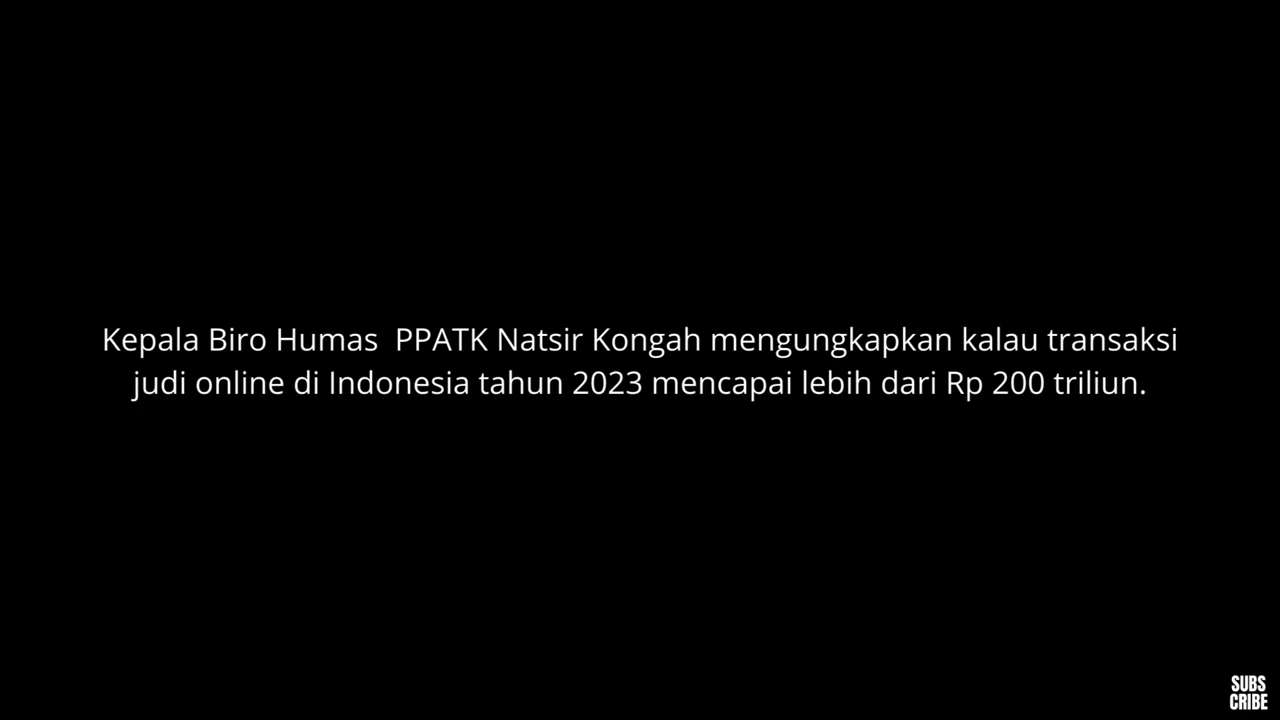 Kepala Biro Humas  PPATK Natsir Kongah mengungkapkan kalau transaksi
judi online di Indonesia tahun 2023 mencapai lebih dari Rp 200 triliun.
SUBS
CRIBE